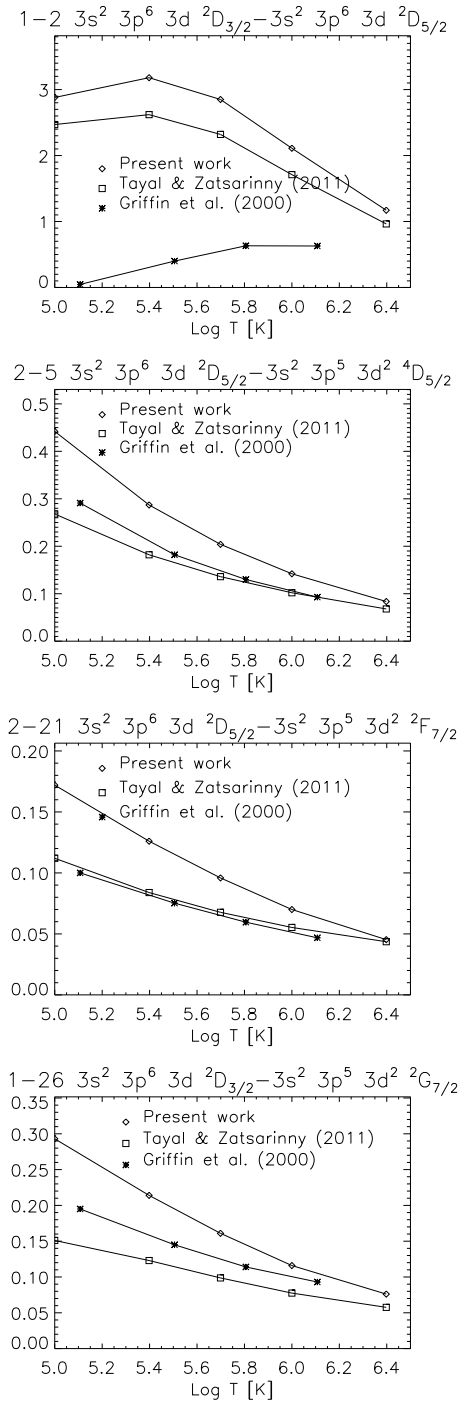 1−2 3s² 3p⁶ 3d ²D₃/₂−3s² 3p⁶ 3d ²D₅/₂
3
2
1
0
Present work
Tayal & Zatsarinny (2011)
Griffin et al. (2000)
5.0 5.2 5.4 5.6 5.8 6.0 6.2 6.4
Log T [K]
2−5 3s² 3p⁶ 3d ²D₅/₂−3s² 3p⁵ 3d² ⁴D₅/₂
0.5
0.4
0.3
0.2
0.1
0.0
Present work
Tayal & Zatsarinny (2011)
Griffin et al. (2000)
5.0 5.2 5.4 5.6 5.8 6.0 6.2 6.4
Log T [K]
2−21 3s² 3p⁶ 3d ²D₅/₂−3s² 3p⁵ 3d² ²F₇/₂
0.20
0.15
0.10
0.05
0.00
Present work
Tayal & Zatsarinny (2011)
Griffin et al. (2000)
5.0 5.2 5.4 5.6 5.8 6.0 6.2 6.4
Log T [K]
1−26 3s² 3p⁶ 3d ²D₃/₂−3s² 3p⁵ 3d² ²G₇/₂
0.35
0.30
0.25
0.20
0.15
0.10
0.05
0.00
Present work
Tayal & Zatsarinny (2011)
Griffin et al. (2000)
5.0 5.2 5.4 5.6 5.8 6.0 6.2 6.4
Log T [K]